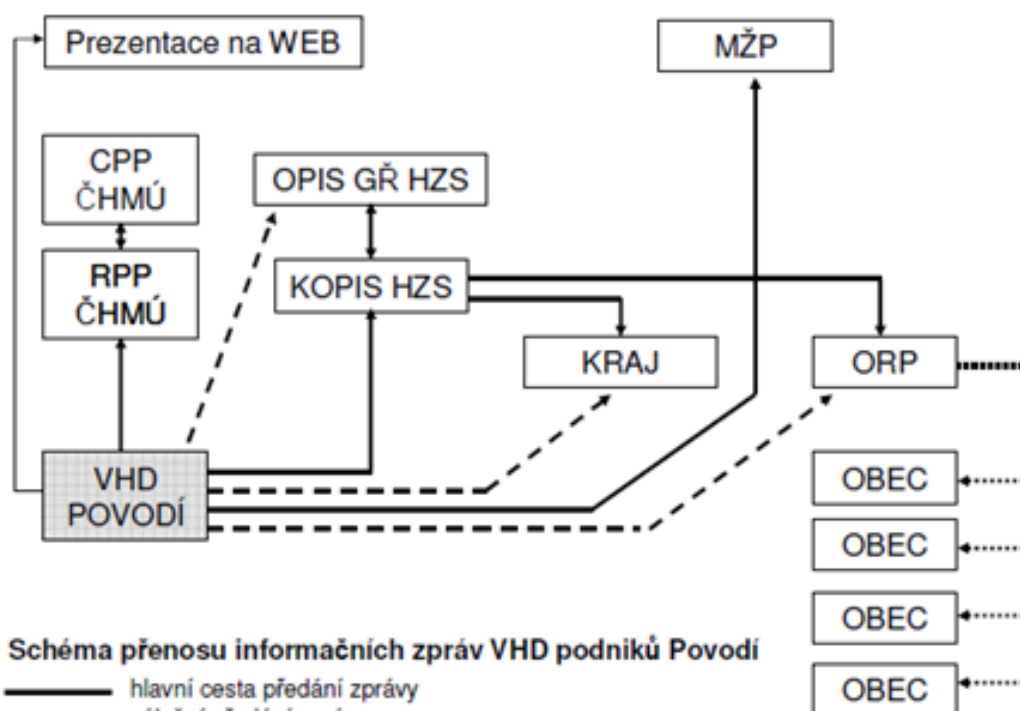 Prezentace na WEB
MŽP
CPP
ČHMÚ
OPIS GŘ HZS
RPP
ČHMÚ
KOPIS HZS
KRAJ
ORP
VHD
POVODÍ
OBEC
OBEC
OBEC
OBEC
Schéma přenosu informačních zpráv VHD podniků Povodí
hlavní cesta předání zprávy